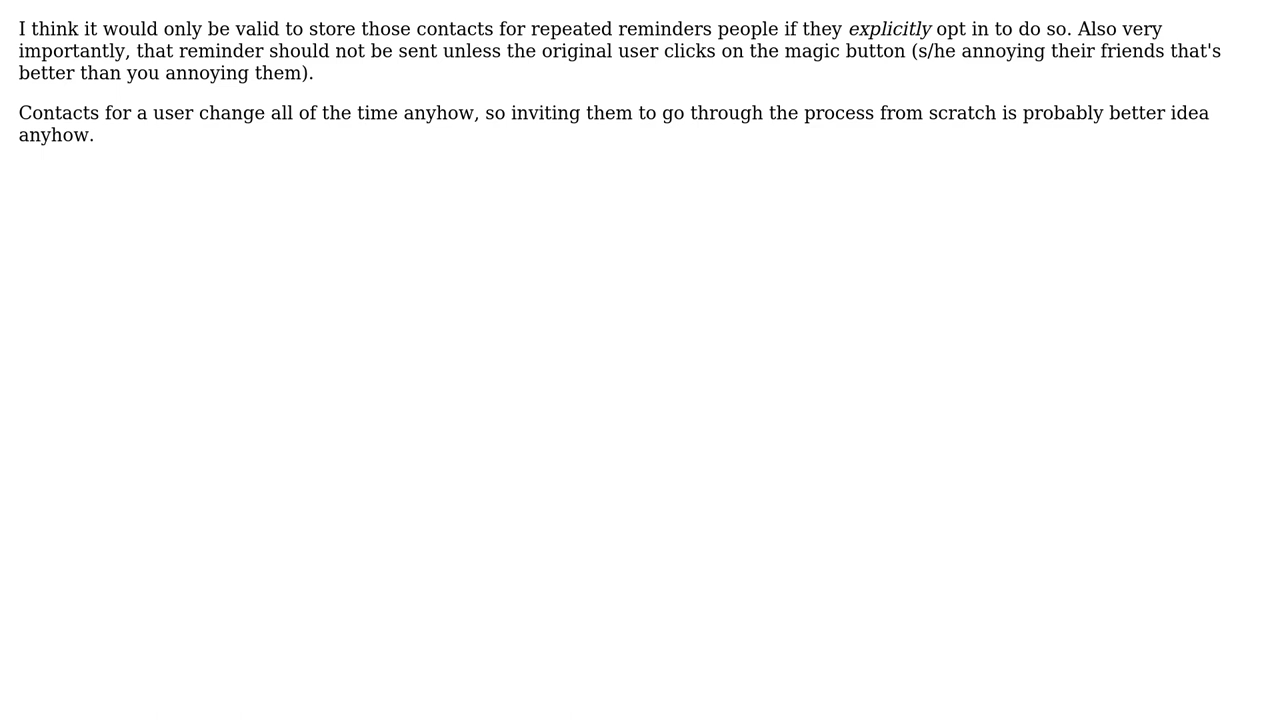 I think it would only be valid to store those contacts for repeated reminders people if they explicitly opt in to do so. Also very
importantly, that reminder should not be sent unless the original user clicks on the magic button (s/he annoying their friends that's
better than you annoying them).
Contacts for a user change all of the time anyhow, so inviting them to go through the process from scratch is probably better idea
anyhow.